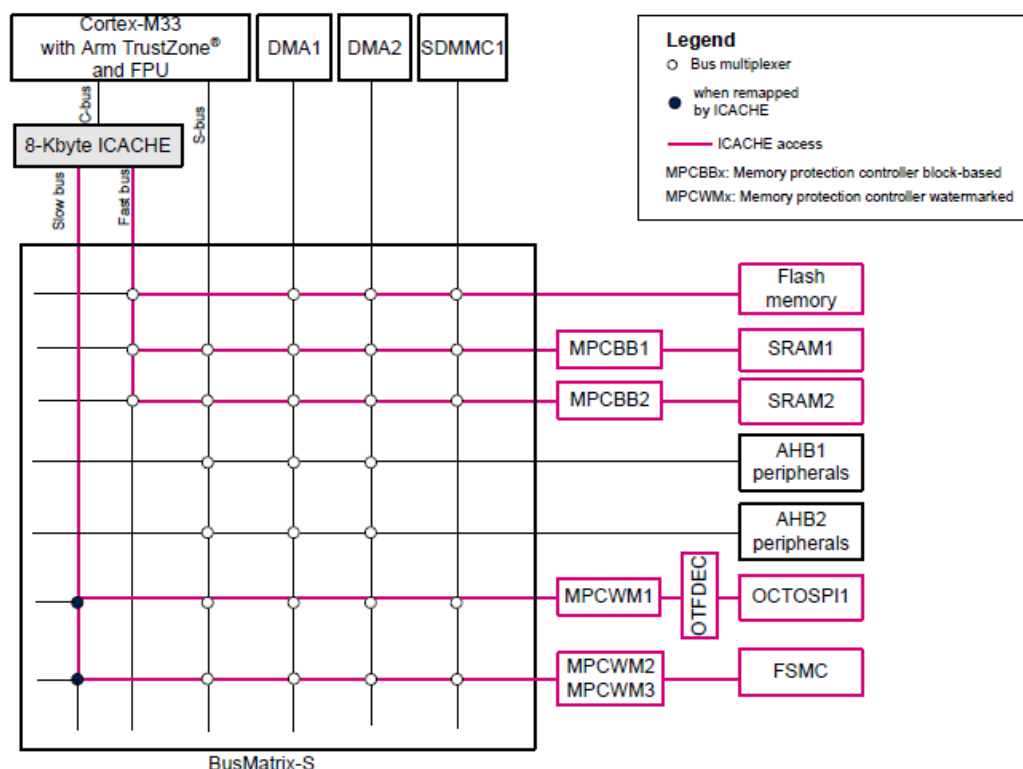 Cortex-M33
with Arm TrustZone®
and FPU
DMA1
DMA2
SDMMC1
C-bus
S-bus
8-Kbyte ICACHE
Slow bus
Fast bus
Legend
Bus multiplexer
when remapped
by ICACHE
ICACHE access
MPCBBx: Memory protection controller block-based
MPCWMx: Memory protection controller watermarked
Flash
memory
MPCBB1
SRAM1
MPCBB2
SRAM2
AHB1
peripherals
AHB2
peripherals
MPCWM1
OTFDEC
OCTOSPI1
MPCWM2
MPCWM3
FSMC
BusMatrix-S